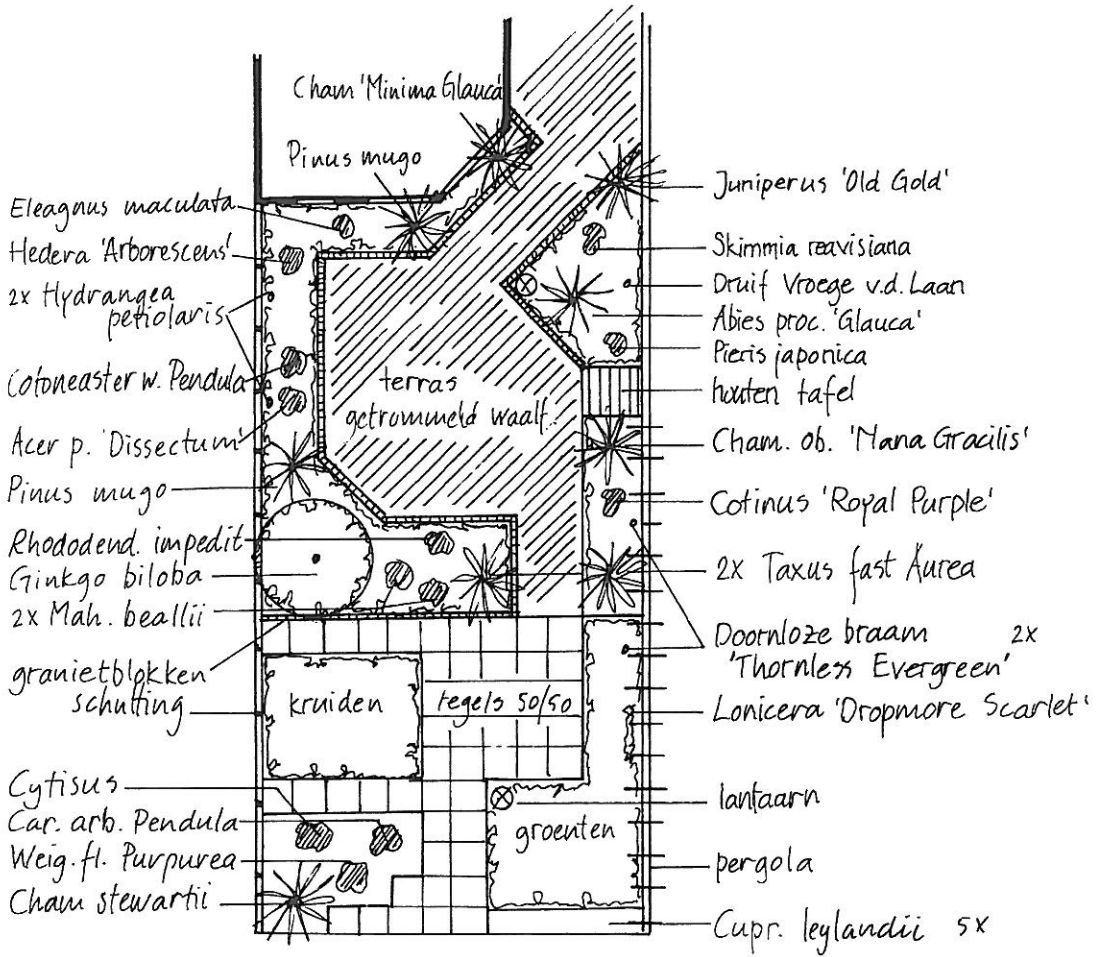 Cham 'Minima Glauca'
Pinus mugo
Eleagnus maculata
Hedera 'Arborescens'
2x Hydrangea
petiolaris
Cotoneaster w. Pendula
Acer p. 'Dissectum'
Pinus mugo
Rhododend. impedit
Ginkgo biloba
2x Mah. beallii
granietblokken
schutting
Cytisus
Car. arb. Pendula
Weig. fl. Purpurea
Cham stewartii
terras
getrommeld waalf.
kruiden
tegels 50/50
groenten
Juniperus 'Old Gold'
Skimmia reavisiana
Druif Vroege v.d. Laan
Abies proc. 'Glauca'
Pieris japonica
houten tafel
Cham. ob. 'Nana Gracilis'
Cotinus 'Royal Purple'
2x Taxus fast Aurea
Doornloze braam 2x
'Thornless Evergreen'
Lonicera 'Dropmore Scarlet'
lantaarn
pergola
Cupr. leylandii 5x